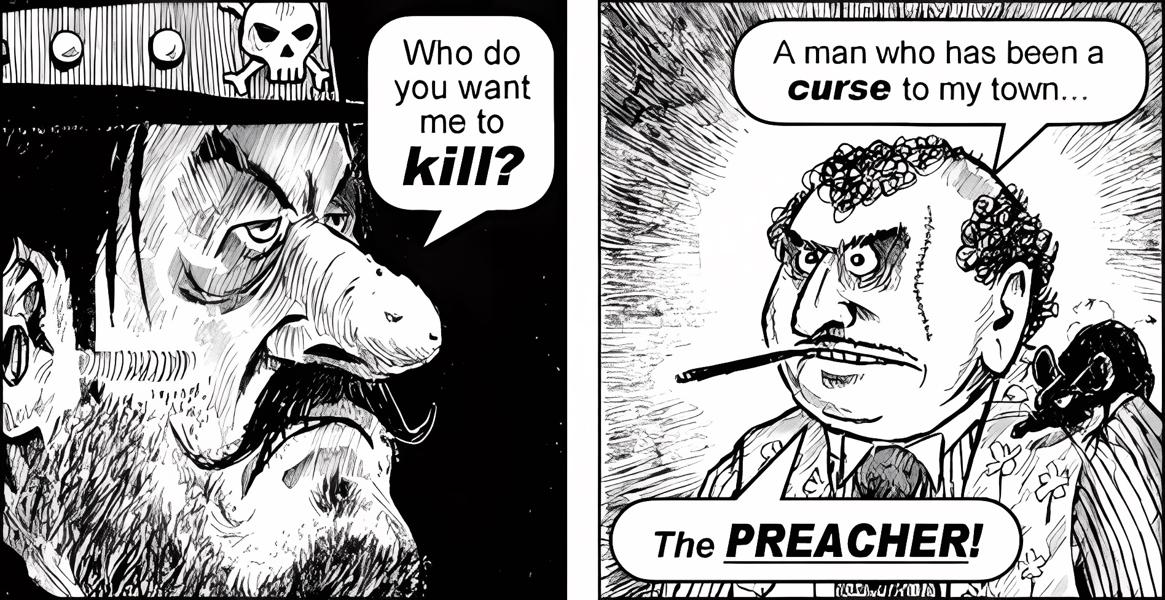 Who do
you want
me to
kill?
A man who has been a
curse to my town...
The PREACHER!